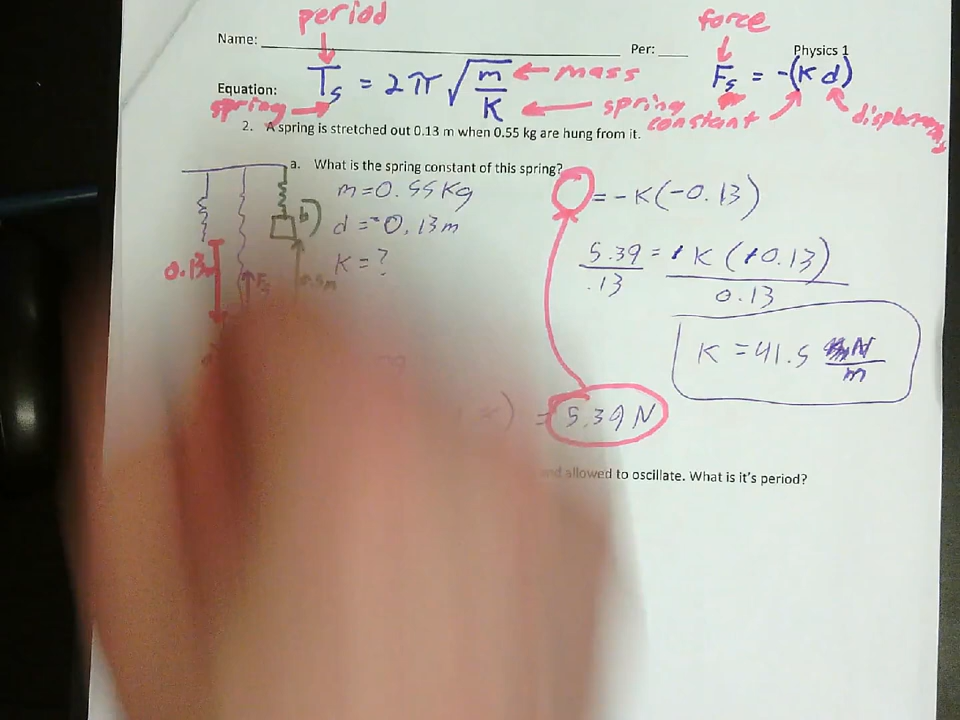 period
force
Name: Per: Physics 1
Equation: Ts = 2π√(m/K) ← mass
Fs = -(K d)
spring → ← spring constant
2. A spring is stretched out 0.13 m when 0.55 kg are hung from it.
a. What is the spring constant of this spring?
m=0.55Kg
d = -0.13m
K = ?
b)
0.13
Fs
= -K(-0.13)
5.39/.13 = +K (+0.13)/0.13
K = 41.5 N/m
) = 5.39 N
and allowed to oscillate. What is it's period?